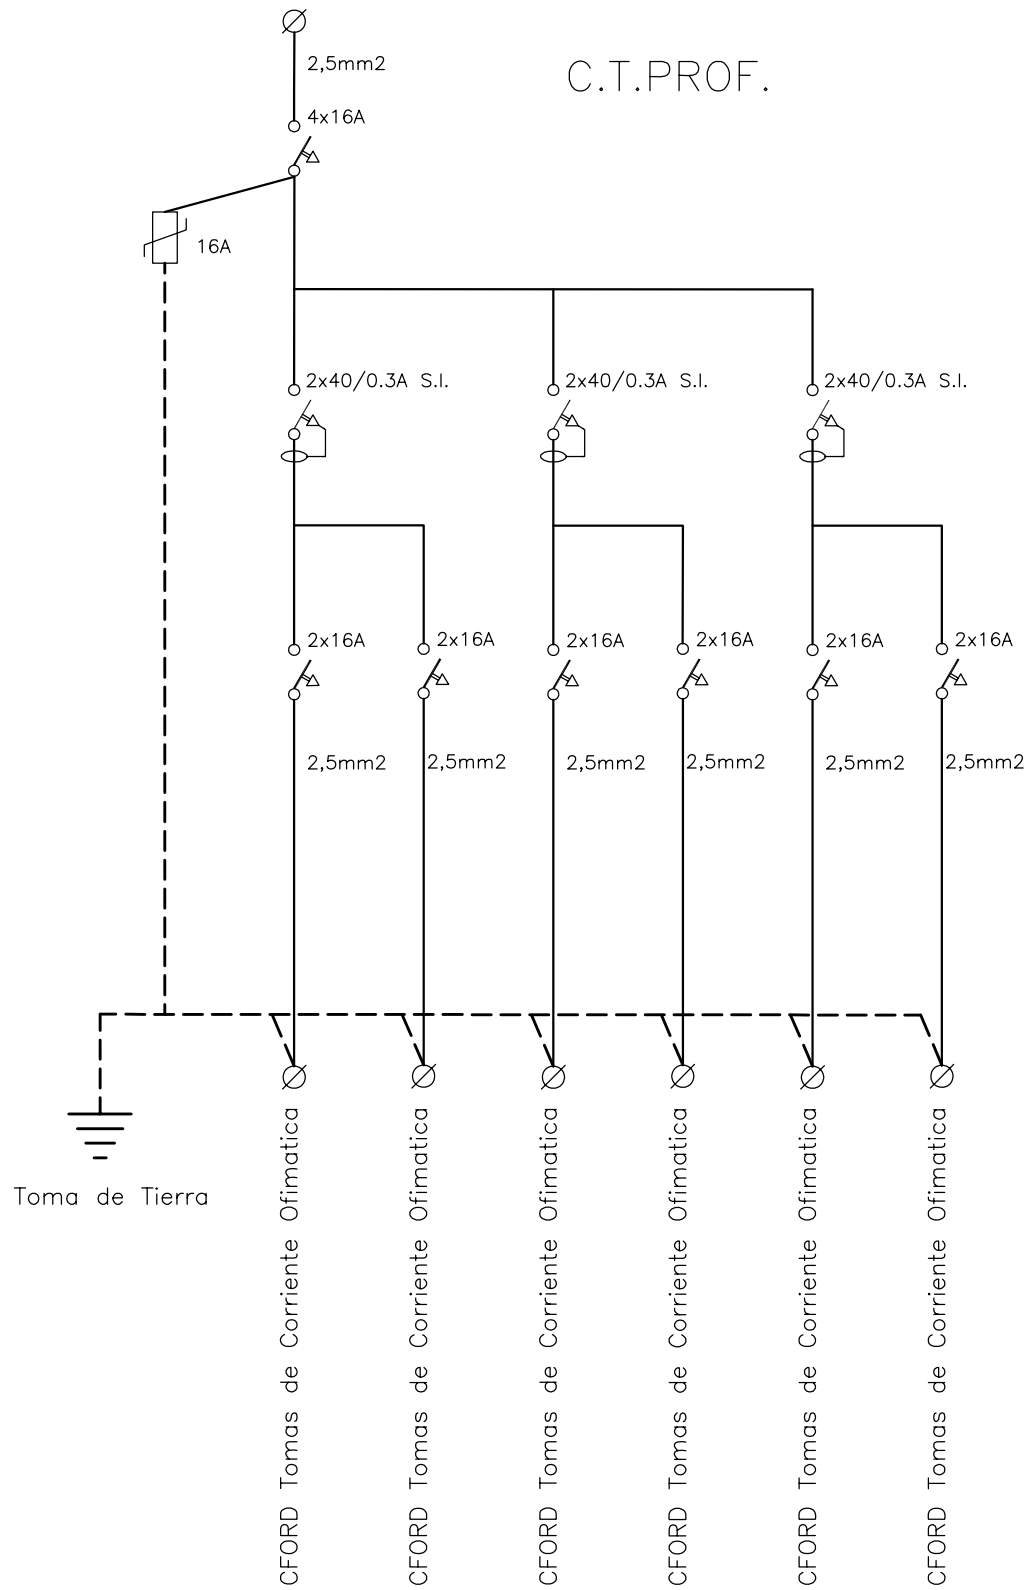 2,5mm2
C.T.PROF.
4x16A
16A
2x40/0.3A S.I.
2x40/0.3A S.I.
2x40/0.3A S.I.
2x16A
2x16A
2x16A
2x16A
2x16A
2x16A
2,5mm2
2,5mm2
2,5mm2
2,5mm2
2,5mm2
2,5mm2
Toma de Tierra
CFORD Tomas de Corriente Ofimatica
CFORD Tomas de Corriente Ofimatica
CFORD Tomas de Corriente Ofimatica
CFORD Tomas de Corriente Ofimatica
CFORD Tomas de Corriente Ofimatica
CFORD Tomas de Corriente Ofimatica